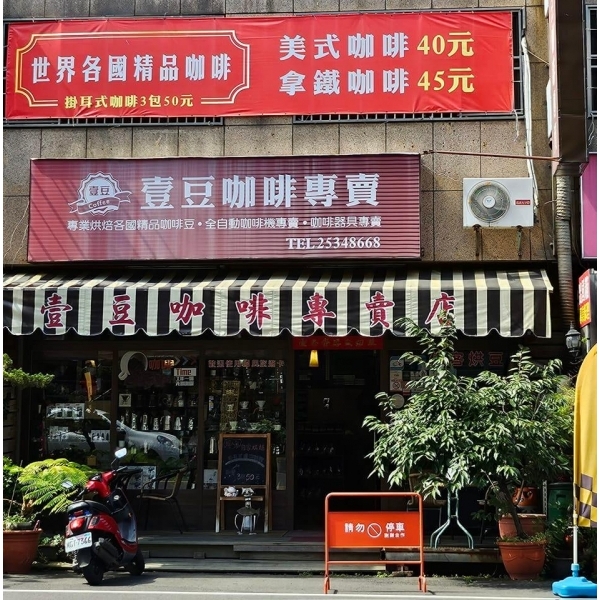 世界各國精品咖啡
掛耳式咖啡3包50元
美式咖啡40元
拿鐵咖啡45元
壹豆
Coffee
壹豆咖啡專賣
專業烘焙各國精品咖啡豆・全自動咖啡機專賣・咖啡器具專賣
TEL25348668
壹豆咖啡專賣店
Time
請勿停車